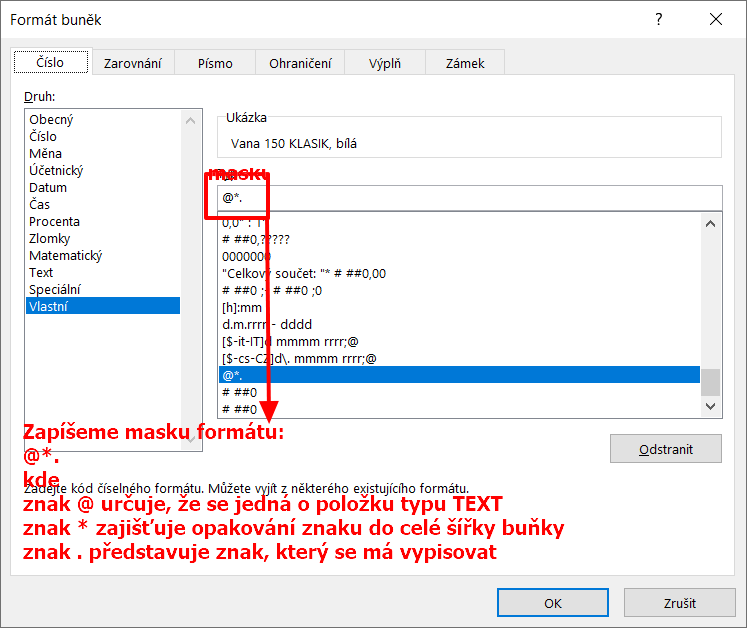 Formát buněk
?
Číslo
Zarovnání
Písmo
Ohraničení
Výplň
Zámek
Druh:
Obecný
Číslo
Měna
Účetnický
Datum
Čas
Procenta
Zlomky
Matematický
Text
Speciální
Vlastní
Ukázka
Vana 150 KLASIK, bílá
masku
@*.
# ##0,?????
0000000
"Celkový součet: "* # ##0,00
# ##0 ;* # ##0 ;0
[h]:mm
d.m.rrrr - dddd
[$-it-IT]d mmmm rrrr;@
[$-cs-CZ]d\. mmmm rrrr;@
@*.
# ##0
# ##0
Zapíšeme masku formátu:
@*.
kde
Odstranit
Zadejte kód číselného formátu. Můžete vyjít z některého existujícího formátu.
znak @ určuje, že se jedná o položku typu TEXT
znak * zajišťuje opakování znaku do celé šířky buňky
znak . představuje znak, který se má vypisovat
OK
Zrušit